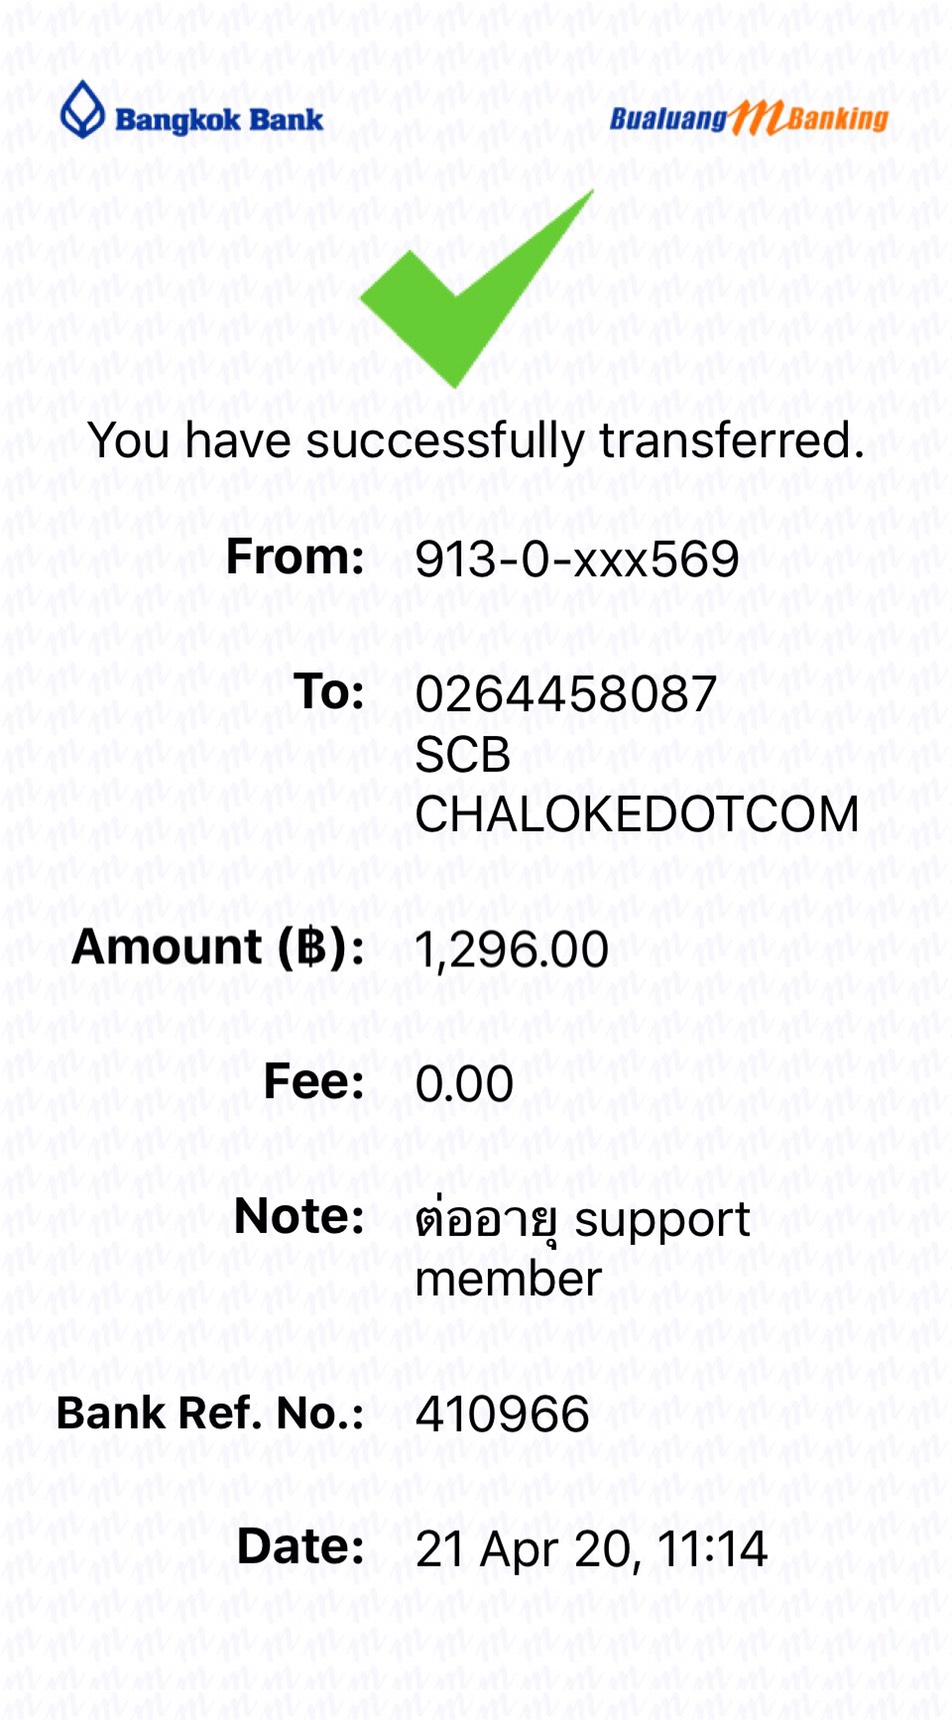 Bangkok Bank
Bualuang mBanking
You have successfully transferred.
From: 913-0-xxx569
To: 0264458087
SCB
CHALOKEDOTCOM
Amount (฿): 1,296.00
Fee: 0.00
Note: ต่ออายุ support
member
Bank Ref. No.: 410966
Date: 21 Apr 20, 11:14